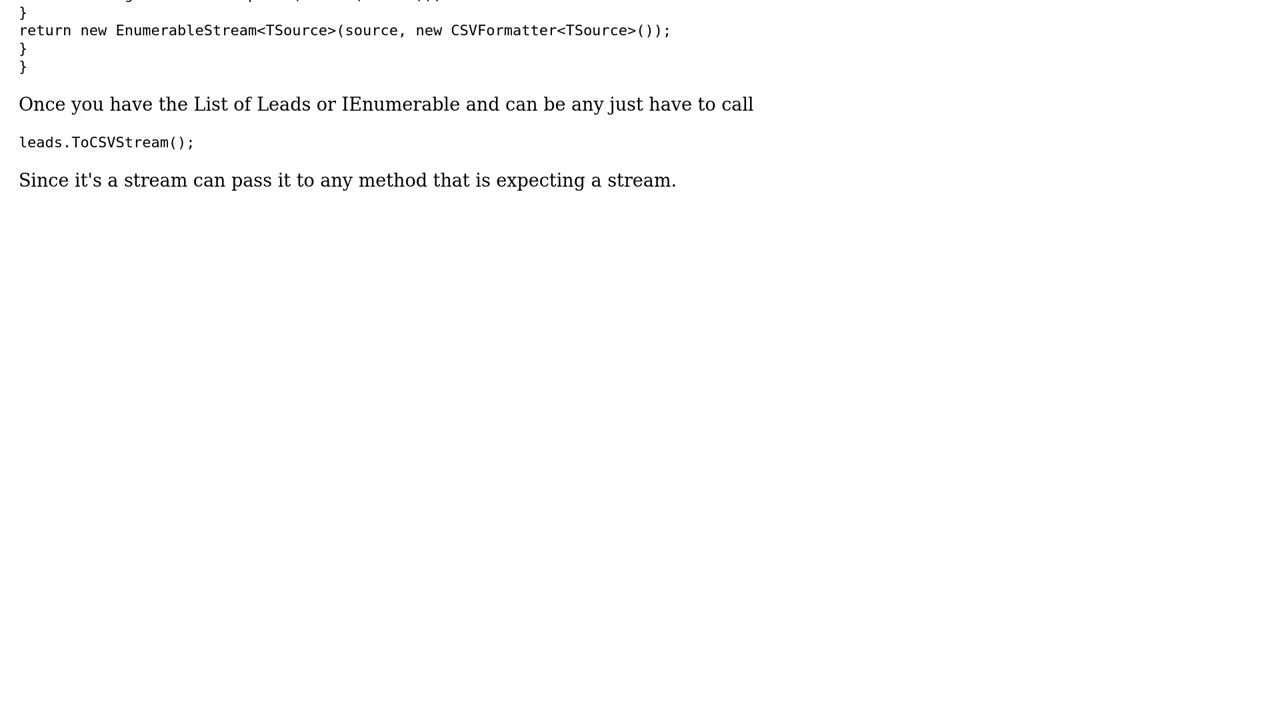 }
return new EnumerableStream<TSource>(source, new CSVFormatter<TSource>());
}
}
Once you have the List of Leads or IEnumerable and can be any just have to call
leads.ToCSVStream();
Since it's a stream can pass it to any method that is expecting a stream.